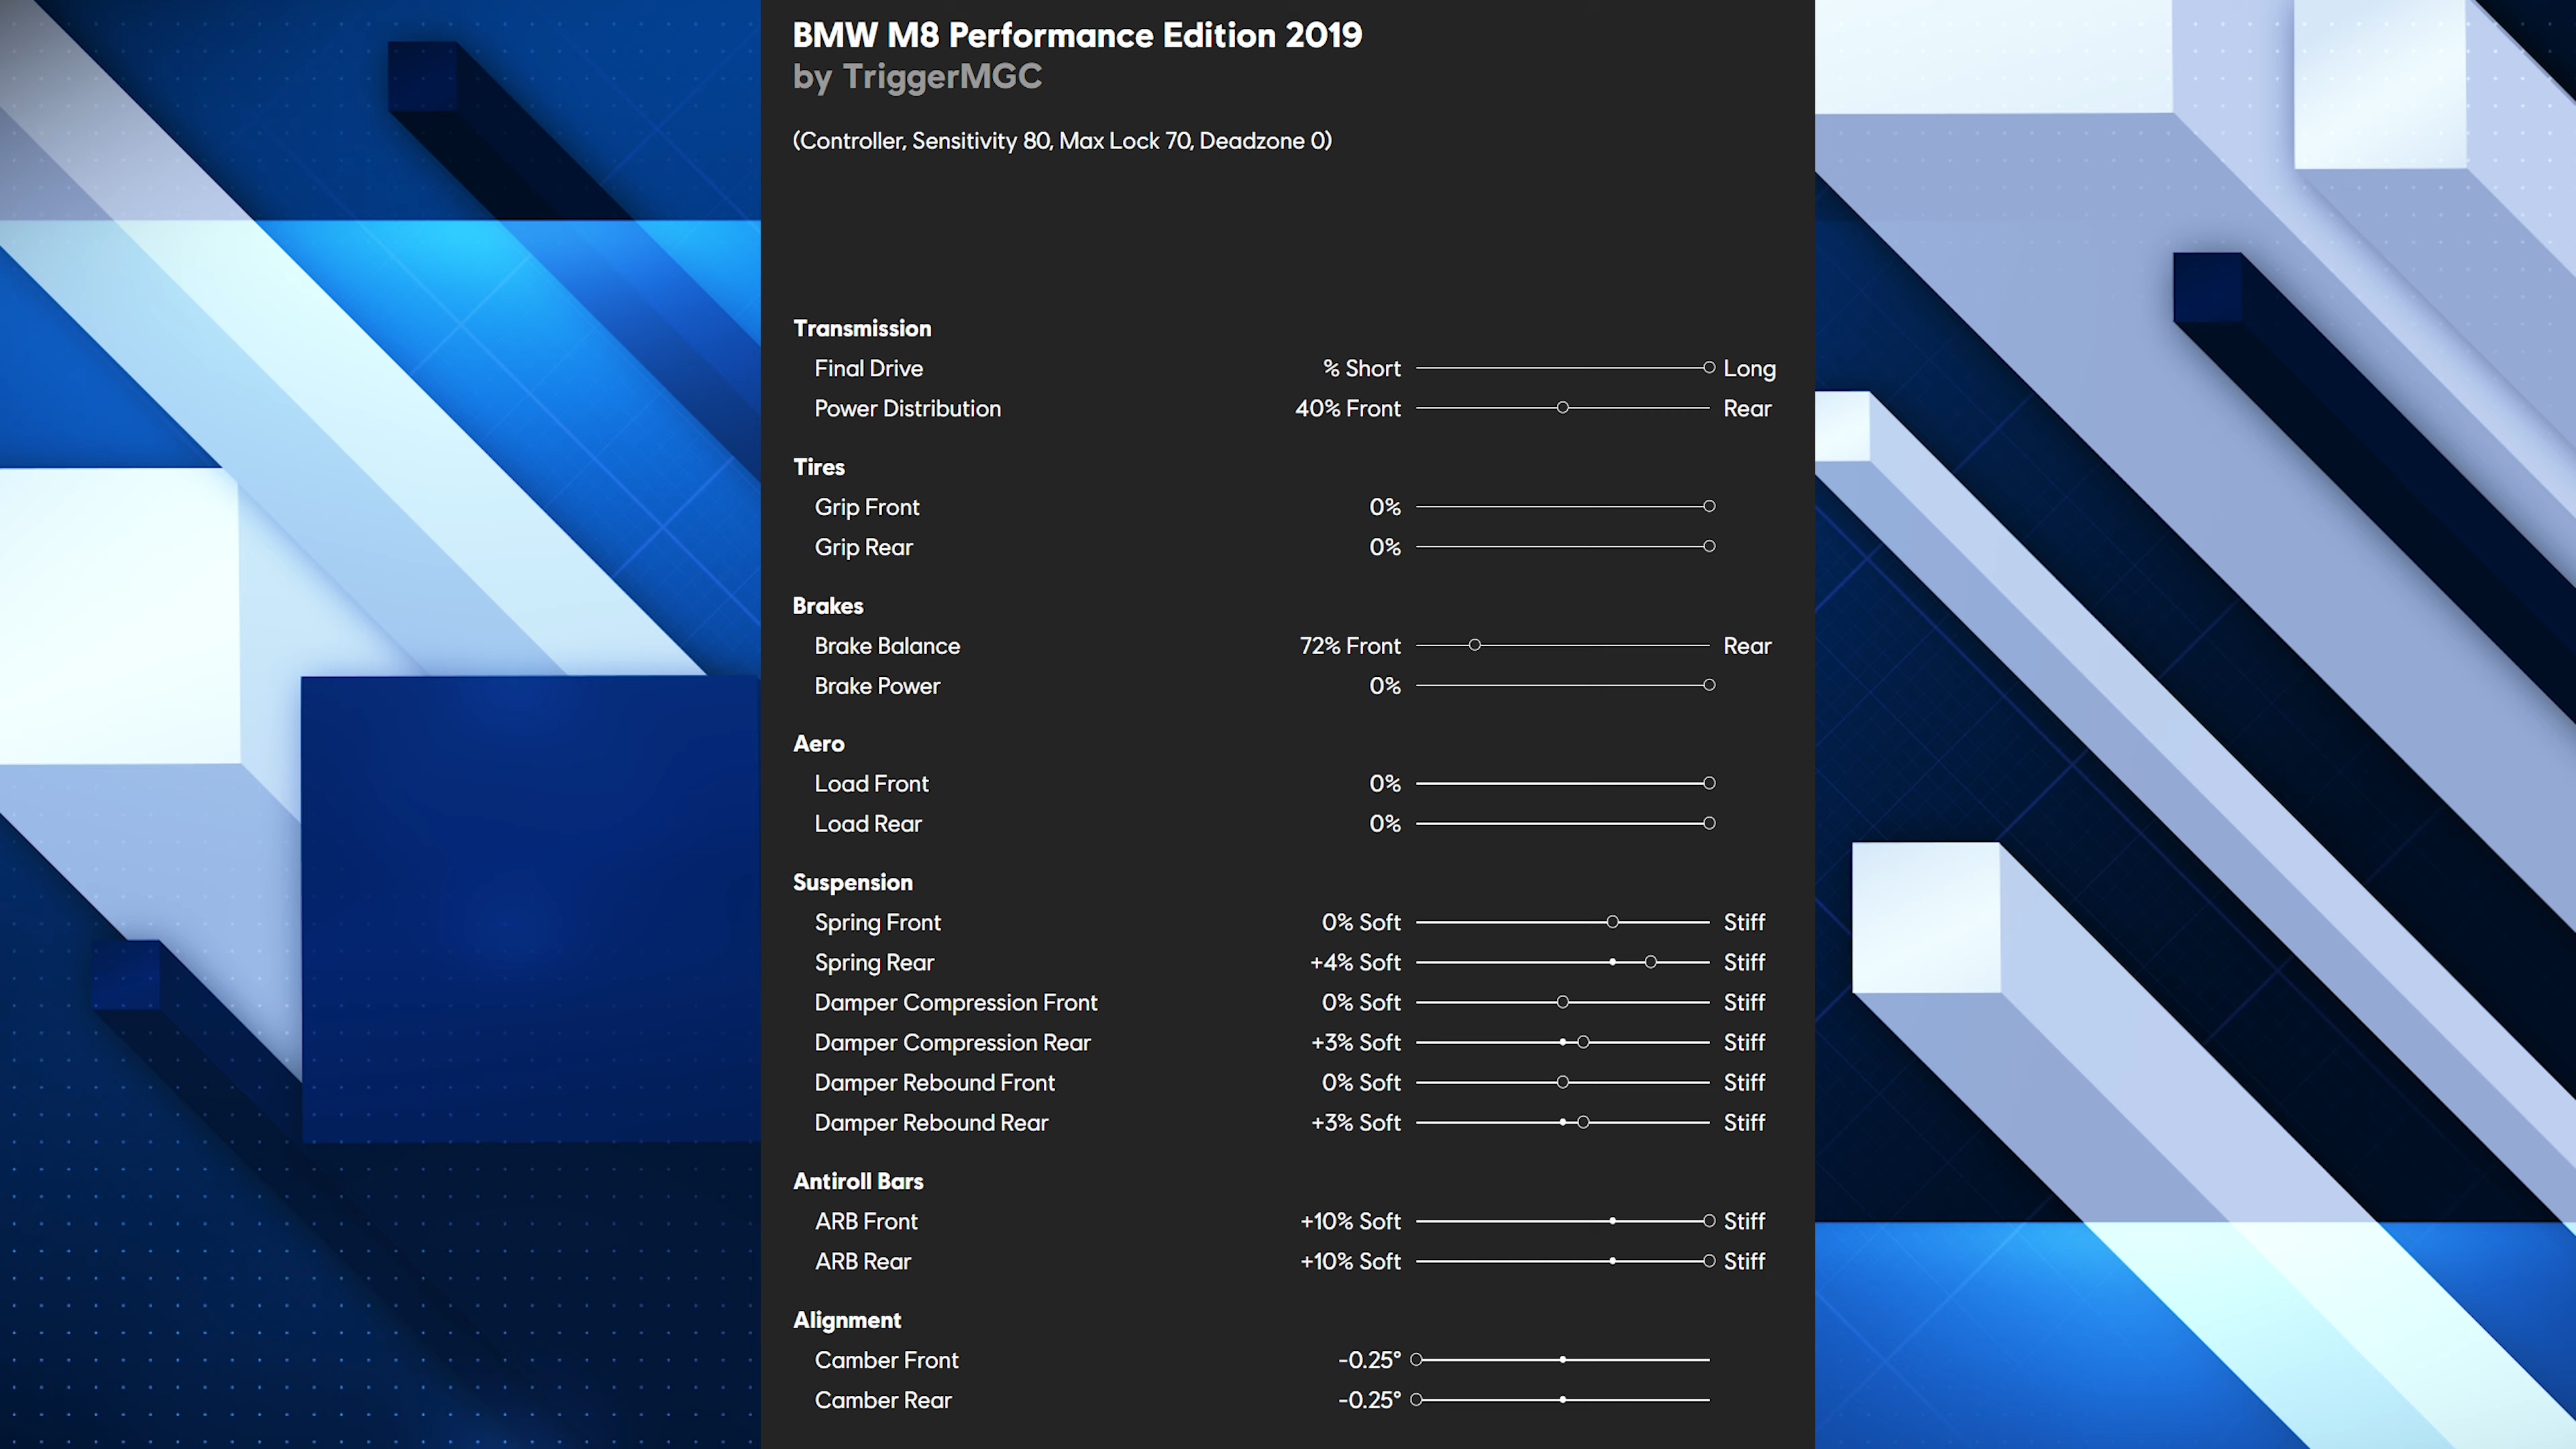 BMW M8 Performance Edition 2019
by TriggerMGC
(Controller, Sensitivity 80, Max Lock 70, Deadzone 0)
Transmission
Final Drive % Short Long
Power Distribution 40% Front Rear
Tires
Grip Front 0%
Grip Rear 0%
Brakes
Brake Balance 72% Front Rear
Brake Power 0%
Aero
Load Front 0%
Load Rear 0%
Suspension
Spring Front 0% Soft Stiff
Spring Rear +4% Soft Stiff
Damper Compression Front 0% Soft Stiff
Damper Compression Rear +3% Soft Stiff
Damper Rebound Front 0% Soft Stiff
Damper Rebound Rear +3% Soft Stiff
Antiroll Bars
ARB Front +10% Soft Stiff
ARB Rear +10% Soft Stiff
Alignment
Camber Front -0.25°
Camber Rear -0.25°